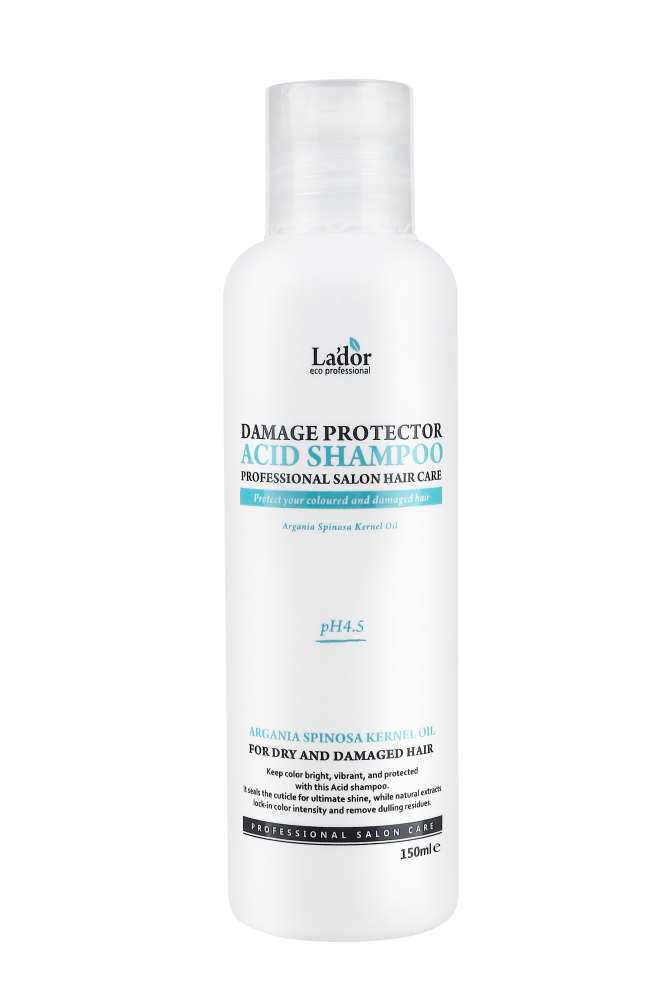 La'dor
eco professional
DAMAGE PROTECTOR
ACID SHAMPOO
PROFESSIONAL SALON HAIR CARE
Protect your coloured and damaged hair
Argania Spinosa Kernel Oil
pH4.5
ARGANIA SPINOSA KERNEL OIL
FOR DRY AND DAMAGED HAIR
Keep color bright, vibrant, and protected
with this Acid shampoo.
It seals the cuticle for ultimate shine, while natural extracts
lock-in color intensity and remove dulling residues.
PROFESSIONAL SALON CARE
150ml℮